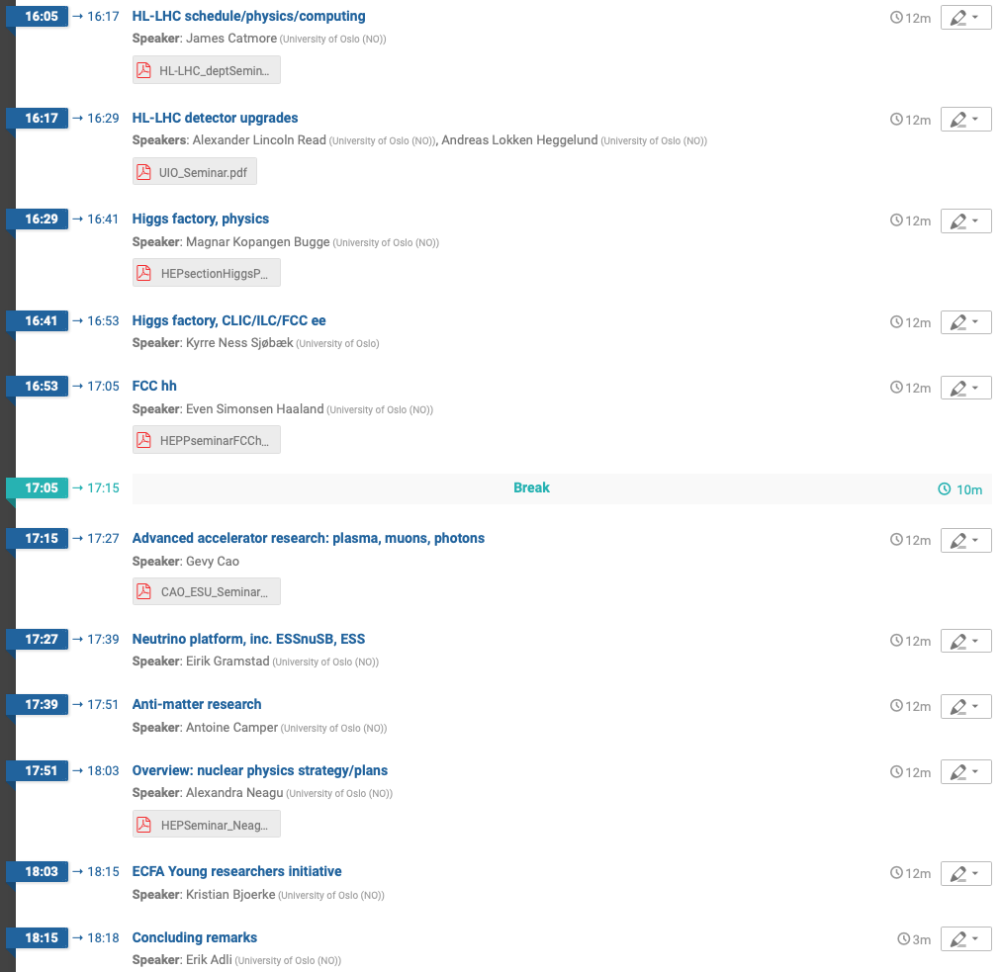 16:05 → 16:17 HL-LHC schedule/physics/computing 12m
Speaker: James Catmore (University of Oslo (NO))
HL-LHC_deptSemin...
16:17 → 16:29 HL-LHC detector upgrades 12m
Speakers: Alexander Lincoln Read (University of Oslo (NO)), Andreas Lokken Heggelund (University of Oslo (NO))
UIO_Seminar.pdf
16:29 → 16:41 Higgs factory, physics 12m
Speaker: Magnar Kopangen Bugge (University of Oslo (NO))
HEPsectionHiggsP...
16:41 → 16:53 Higgs factory, CLIC/ILC/FCC ee 12m
Speaker: Kyrre Ness Sjøbæk (University of Oslo)
16:53 → 17:05 FCC hh 12m
Speaker: Even Simonsen Haaland (University of Oslo (NO))
HEPPseminarFCCh...
17:05 → 17:15 Break 10m
17:15 → 17:27 Advanced accelerator research: plasma, muons, photons 12m
Speaker: Gevy Cao
CAO_ESU_Seminar...
17:27 → 17:39 Neutrino platform, inc. ESSnuSB, ESS 12m
Speaker: Eirik Gramstad (University of Oslo (NO))
17:39 → 17:51 Anti-matter research 12m
Speaker: Antoine Camper (University of Oslo (NO))
17:51 → 18:03 Overview: nuclear physics strategy/plans 12m
Speaker: Alexandra Neagu (University of Oslo (NO))
HEPSeminar_Neag...
18:03 → 18:15 ECFA Young researchers initiative 12m
Speaker: Kristian Bjoerke (University of Oslo (NO))
18:15 → 18:18 Concluding remarks 3m
Speaker: Erik Adli (University of Oslo (NO))